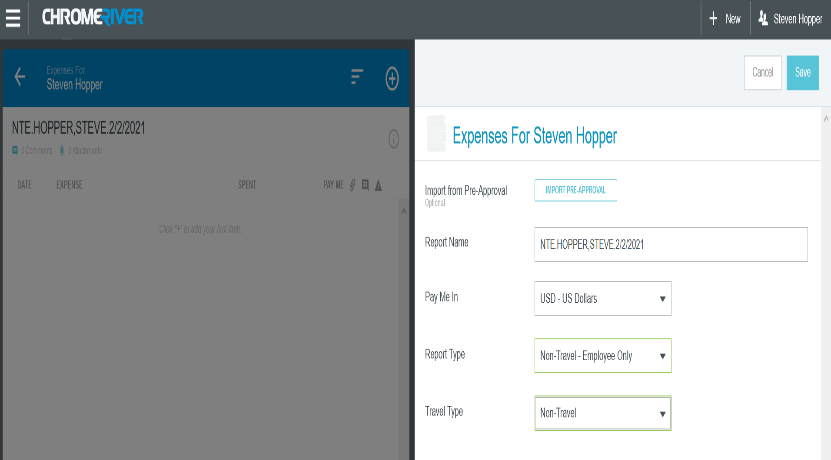 CHROMERIVER
New
Steven Hopper
Expenses For
Steven Hopper
Cancel
Save
NTE.HOPPER,STEVE.2/2/2021
0 Comments
0 Attachments
DATE
EXPENSE
SPENT
PAY ME
Click "+" to add your first item.
Expenses For Steven Hopper
Import from Pre-Approval
Optional
IMPORT PRE-APPROVAL
Report Name
NTE.HOPPER,STEVE.2/2/2021
Pay Me In
USD - US Dollars
Report Type
Non-Travel - Employee Only
Travel Type
Non-Travel